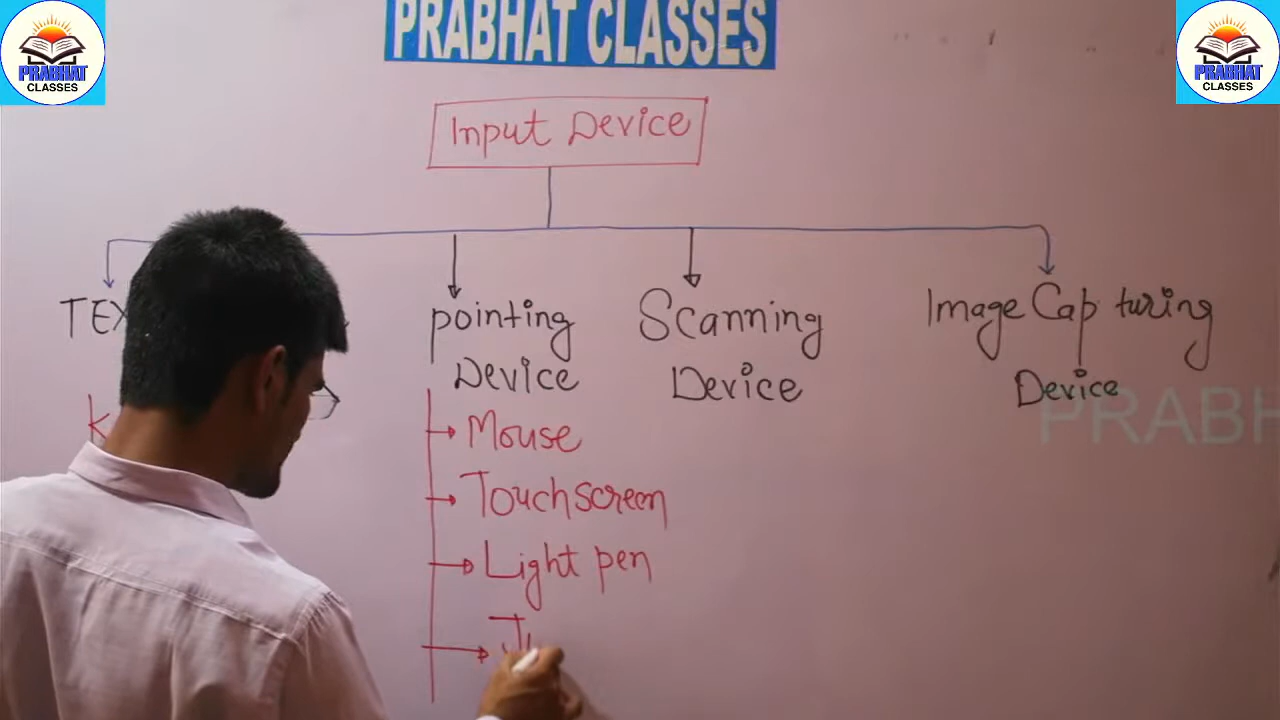 PRABHAT CLASSES
PRABHAT
CLASSES
PRABHAT
CLASSES
Input Device
pointing
Device
Scanning
Device
Image Capturing
Device
Mouse
Touchscreen
Light pen
PRABH